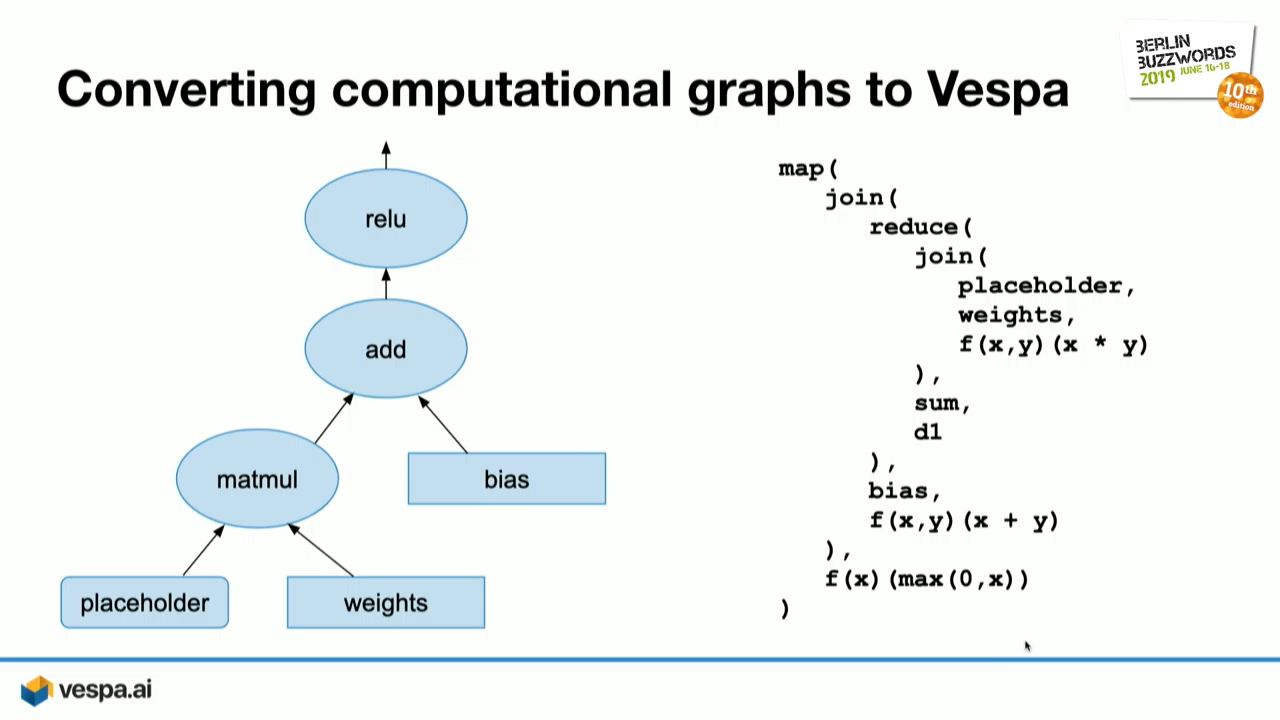 Converting computational graphs to Vespa
BERLIN
BUZZWORDS
2019 JUNE 16-18
10th
edition
relu
add
matmul
bias
placeholder
weights
map(
join(
reduce(
join(
placeholder,
weights,
f(x,y)(x * y)
),
sum,
d1
),
bias,
f(x,y)(x + y)
),
f(x)(max(0,x))
)
vespa.ai